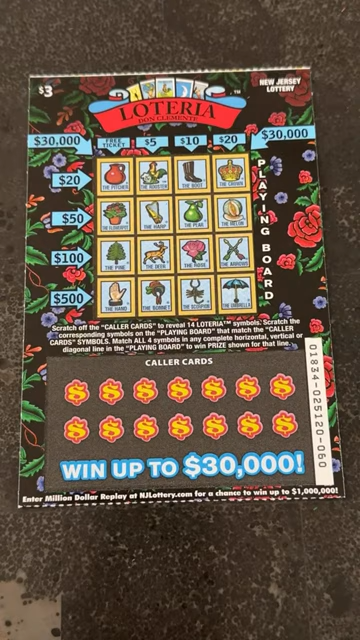 $3
NEW JERSEY
LOTTERY
LOTERIA™
DON CLEMENTE
$30,000 FREE TICKET $5 $10 $20 $30,000
$20 THE PITCHER THE ROOSTER THE BOOT THE CROWN
$50 THE FLOWERPOT THE HARP THE PEAR THE MELON
$100 THE PINE THE DEER THE ROSE THE ARROWS
$500 THE HAND THE BONNET THE SCORPION THE UMBRELLA
PLAYING BOARD
Scratch off the "CALLER CARDS" to reveal 14 LOTERIA™ symbols. Scratch the
corresponding symbols on the "PLAYING BOARD" that match the "CALLER
CARDS" SYMBOLS. Match ALL 4 symbols in any complete horizontal, vertical or
diagonal line in the "PLAYING BOARD" to win PRIZE shown for that line.
CALLER CARDS
$ $ $ $ $ $ $
$ $ $ $ $ $ $
WIN UP TO $30,000!
01834-025120-060
Enter Million Dollar Replay at NJLottery.com for a chance to win up to $1,000,000!